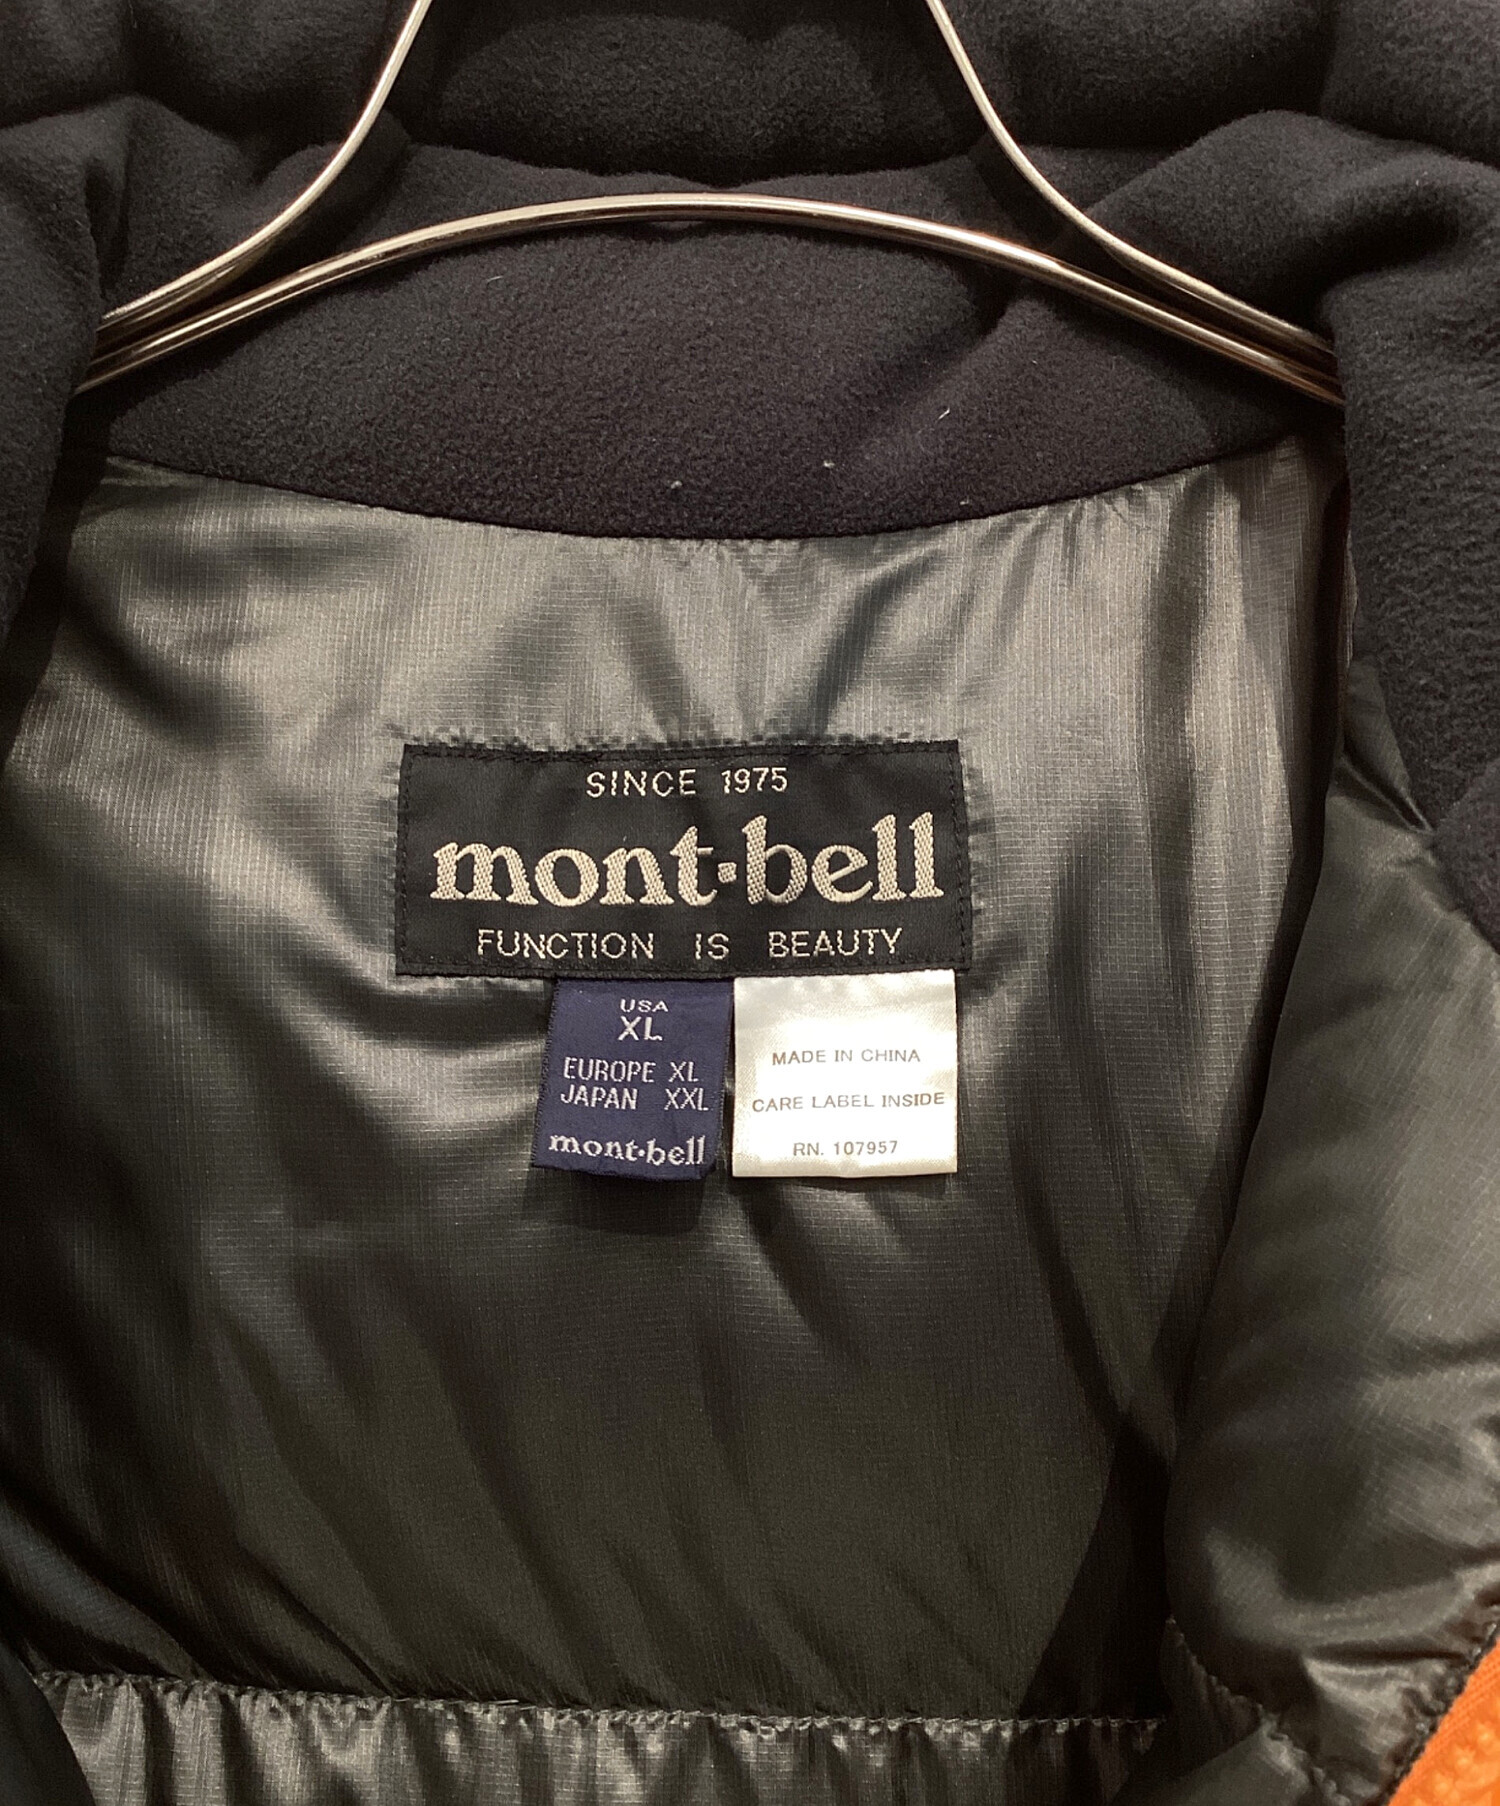 SINCE 1975
mont·bell
FUNCTION IS BEAUTY
USA
XL
EUROPE XL
JAPAN XXL
mont·bell
MADE IN CHINA
CARE LABEL INSIDE
RN. 107957